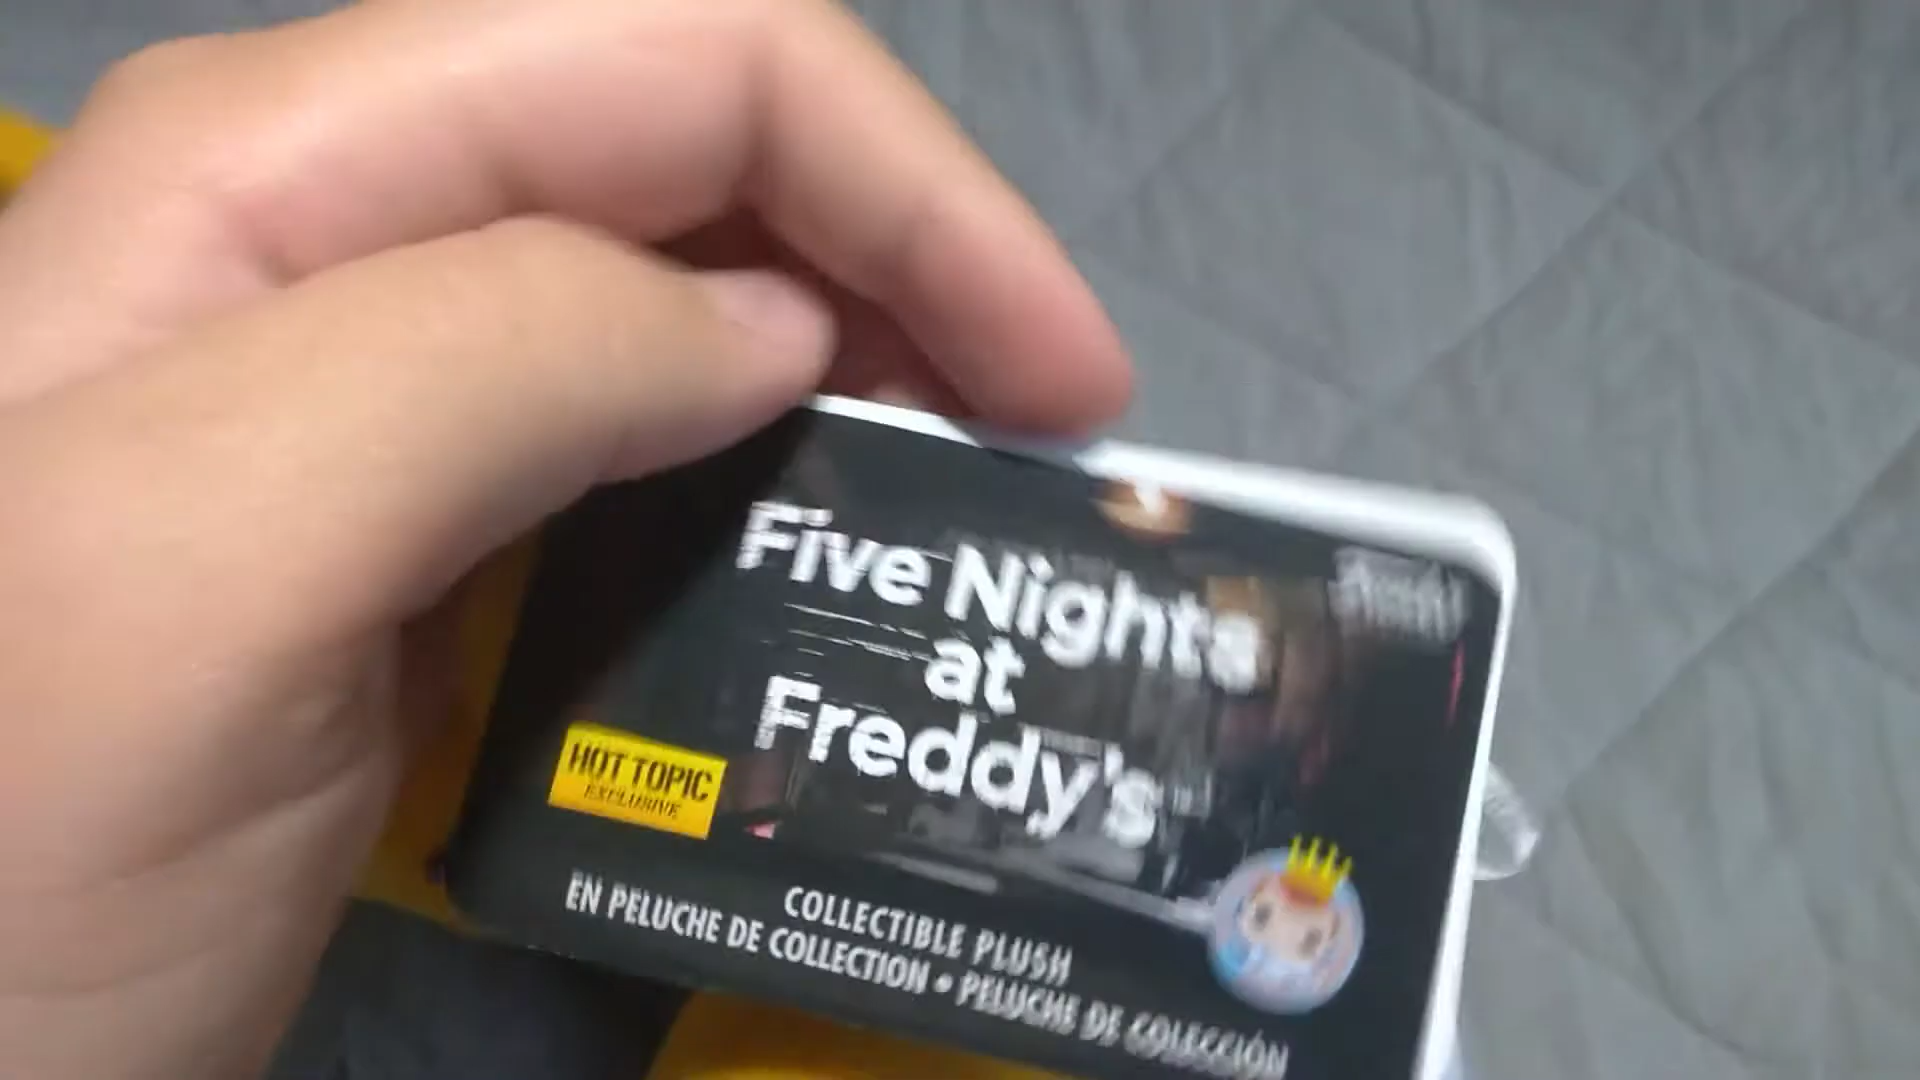 Five Nights
at
Freddy's
HOT TOPIC
EXCLUSIVE
COLLECTIBLE PLUSH
EN PELUCHE DE COLLECTION • PELUCHE DE COLECCIÓN